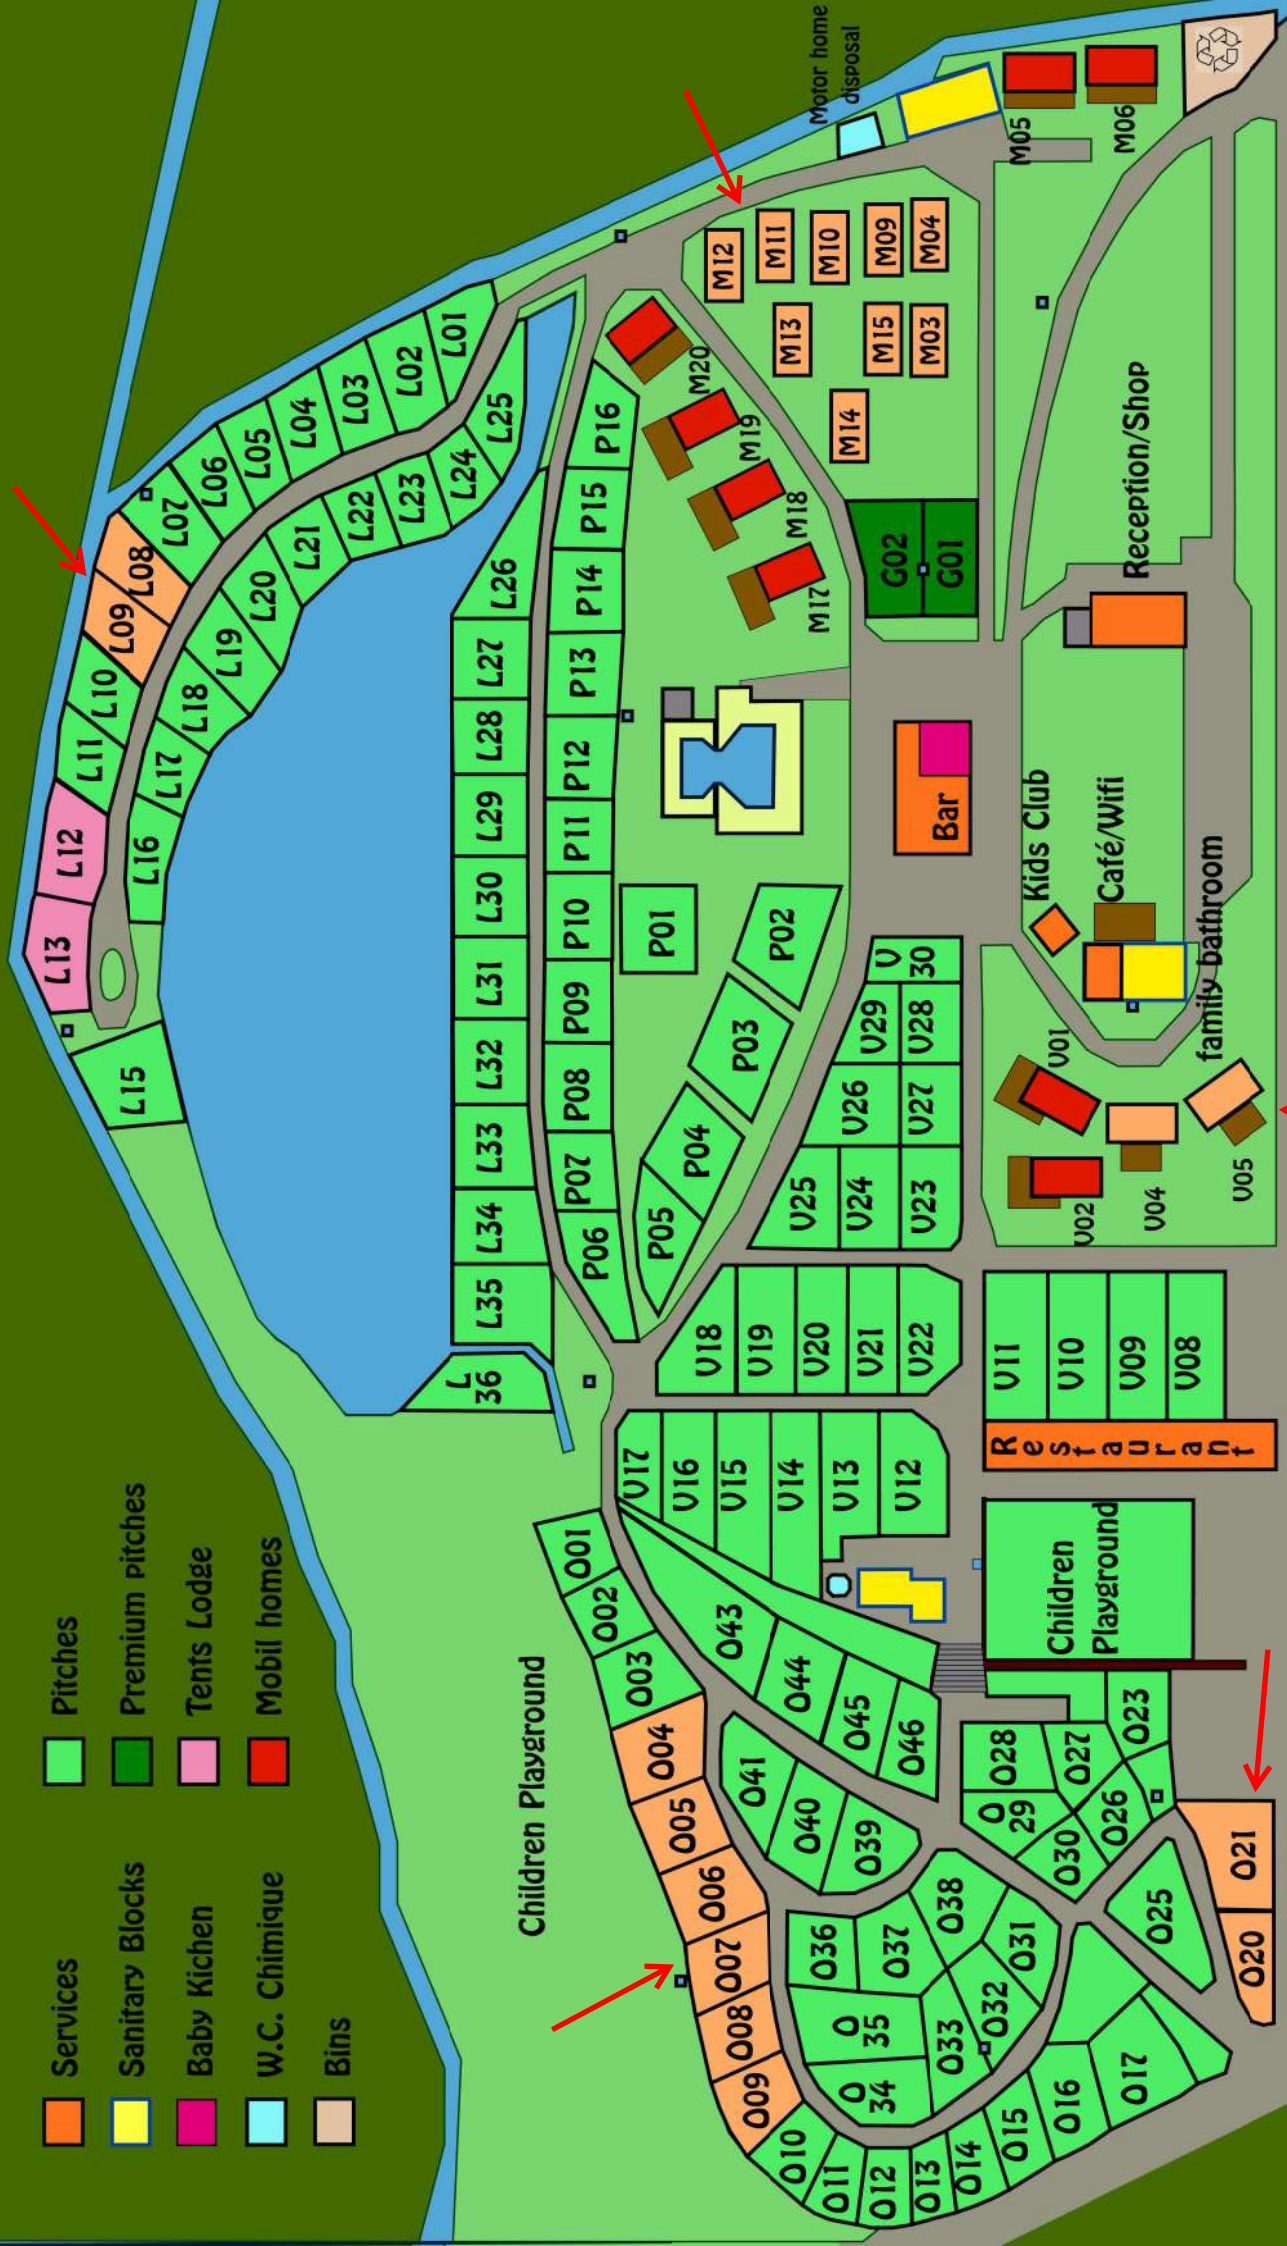 Services
Sanitary Blocks
Baby Kichen
W.C. Chimique
Bins
Pitches
Premium pitches
Tents Lodge
Mobil homes
L15
L13
L12
L11
L10
L09
L08
L07
L06
L05
L04
L03
L02
L01
L16
L17
L18
L19
L20
L21
L22
L23
L24
L25
L
36
L35
L34
L33
L32
L31
L30
L29
L28
L27
L26
P06
P07
P08
P09
P10
P11
P12
P13
P14
P15
P16
P05
P04
P03
P02
P01
M17
M18
M19
M20
M12
M11
M10
M09
M04
M13
M15
M03
M14
G02
G01
Motor home
disposal
M05
M06
Reception/Shop
Bar
Kids Club
Café/Wifi
family bathroom
V01
V02
V04
V05
V
30
V29
V28
V26
V27
V25
V24
V23
V18
V19
V20
V21
V22
V11
V10
V09
V08
Restaurant
V17
V16
V15
V14
V13
V12
Children
Playground
Children Playground
O01
O02
O03
O04
O05
O06
O07
O08
O09
O10
O11
O12
O13
O14
O15
O16
O17
O43
O44
O45
O46
O41
O40
O39
O36
O37
O38
O31
O
35
O
34
O33
O32
O28
O27
O23
O
29
O30
O26
O25
O21
O20